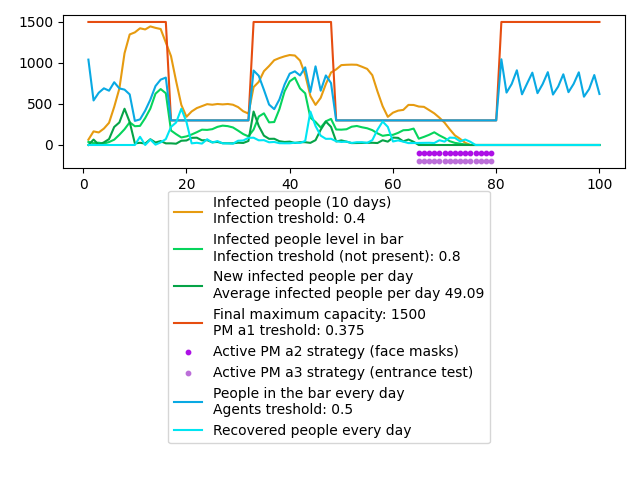 1500
1000
500
0
0 20 40 60 80 100
Infected people (10 days)
Infection treshold: 0.4
Infected people level in bar
Infection treshold (not present): 0.8
New infected people per day
Average infected people per day 49.09
Final maximum capacity: 1500
PM a1 treshold: 0.375
Active PM a2 strategy (face masks)
Active PM a3 strategy (entrance test)
People in the bar every day
Agents treshold: 0.5
Recovered people every day